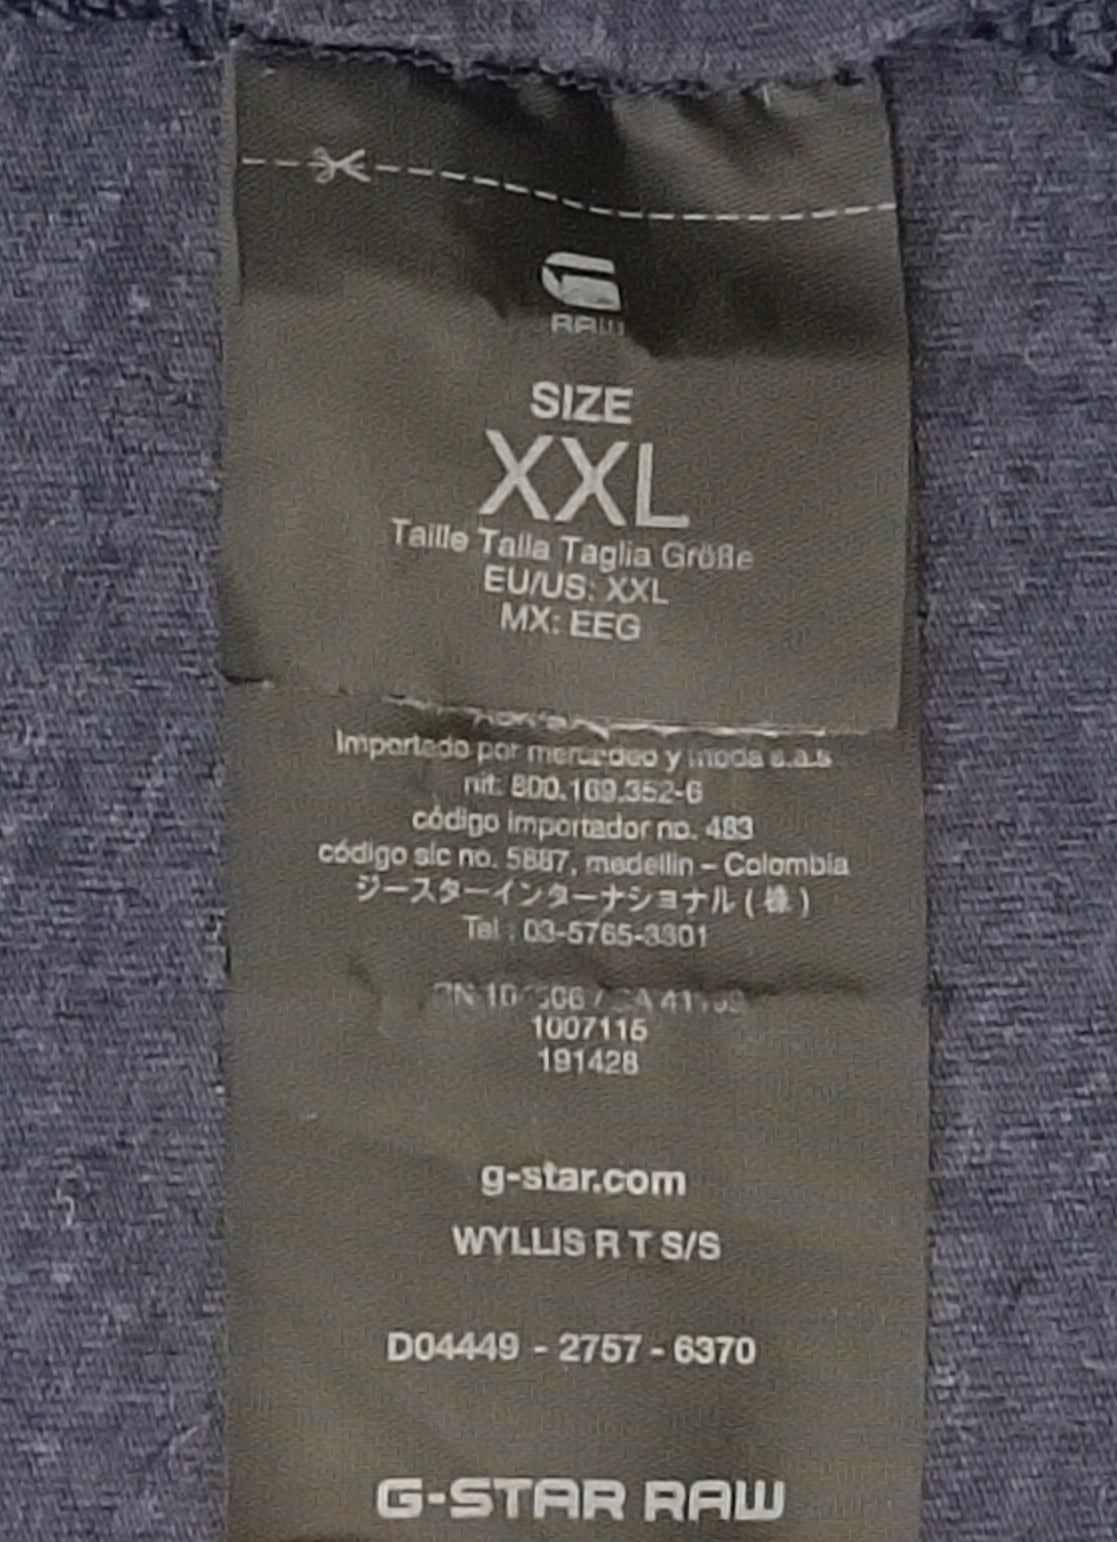 RAW
SIZE
XXL
Taille Talla Taglia Größe
EU/US: XXL
MX: EEG
Importado por mercadeo y moda s.a.s
nit: 800.169.352-6
código importador no. 483
código sic no. 5887, medellin – Colombia
ジースターインターナショナル ( 株 )
Tel : 03-5765-3301
1007115
191428
g-star.com
WYLLIS R T S/S
D04449 - 2757 - 6370
G-STAR RAW